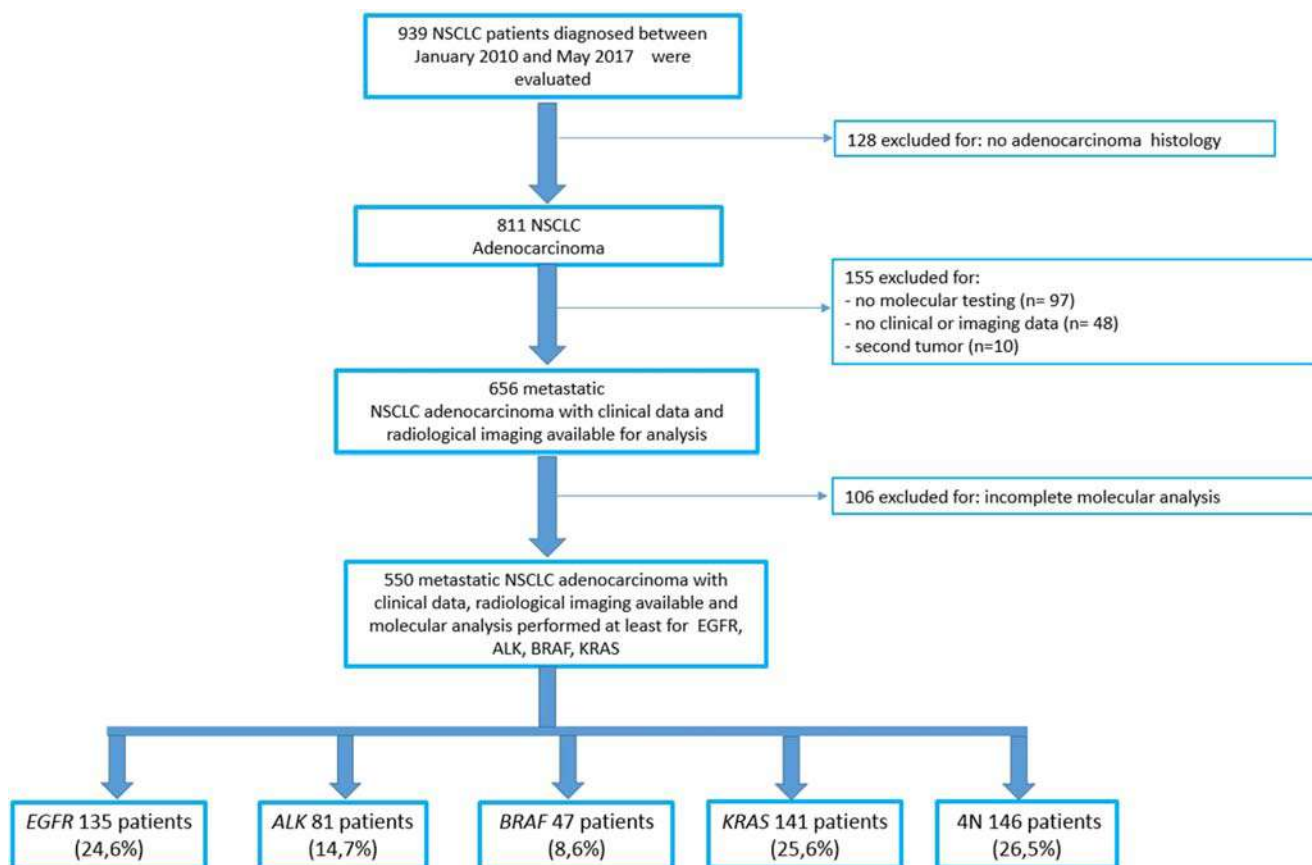 939 NSCLC patients diagnosed between
January 2010 and May 2017 were
evaluated
128 excluded for: no adenocarcinoma histology
811 NSCLC
Adenocarcinoma
155 excluded for:
- no molecular testing (n= 97)
- no clinical or imaging data (n= 48)
- second tumor (n=10)
656 metastatic
NSCLC adenocarcinoma with clinical data and
radiological imaging available for analysis
106 excluded for: incomplete molecular analysis
550 metastatic NSCLC adenocarcinoma with
clinical data, radiological imaging available and
molecular analysis performed at least for EGFR,
ALK, BRAF, KRAS
EGFR 135 patients
(24,6%)
ALK 81 patients
(14,7%)
BRAF 47 patients
(8,6%)
KRAS 141 patients
(25,6%)
4N 146 patients
(26,5%)